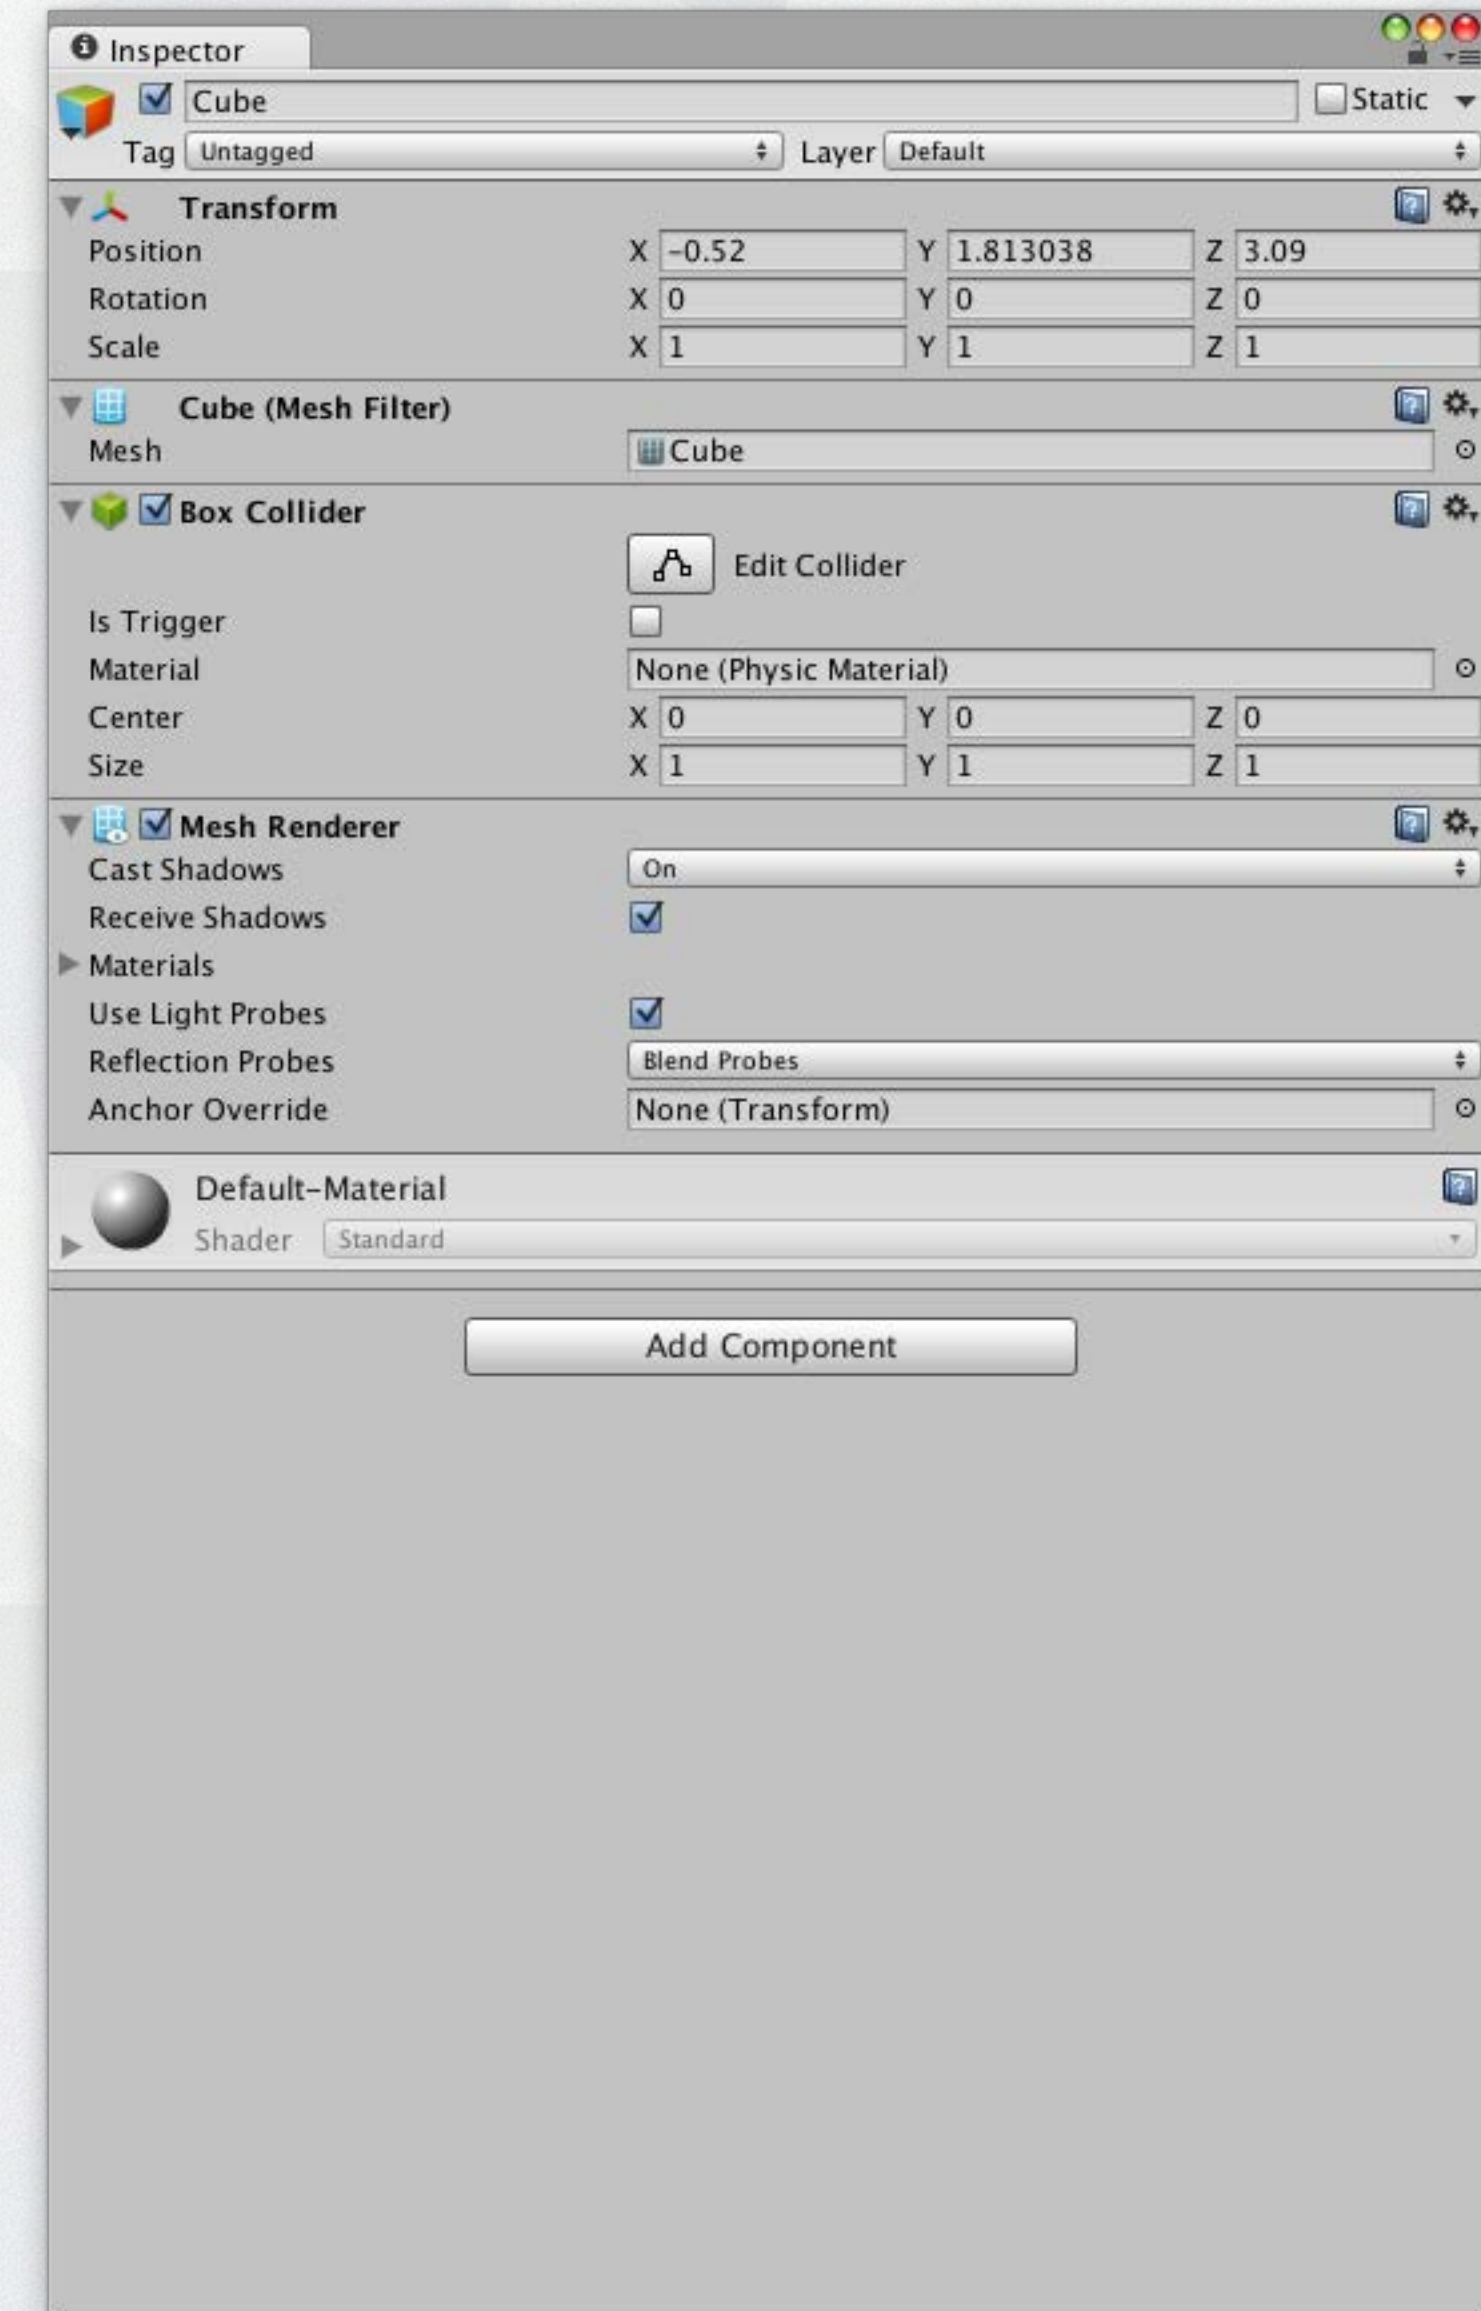 Inspector
Cube Static
Tag Untagged Layer Default
Transform
Position X -0.52 Y 1.813038 Z 3.09
Rotation X 0 Y 0 Z 0
Scale X 1 Y 1 Z 1
Cube (Mesh Filter)
Mesh Cube
Box Collider
Edit Collider
Is Trigger
Material None (Physic Material)
Center X 0 Y 0 Z 0
Size X 1 Y 1 Z 1
Mesh Renderer
Cast Shadows On
Receive Shadows
Materials
Use Light Probes
Reflection Probes Blend Probes
Anchor Override None (Transform)
Default-Material
Shader Standard
Add Component